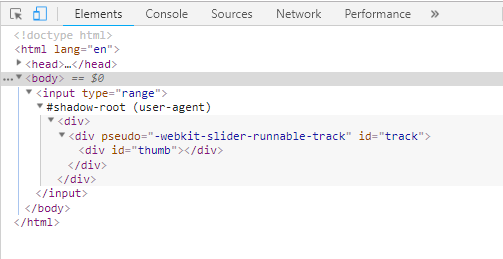 Elements Console Sources Network Performance
<!doctype html>
<html lang="en">
<head>…</head>
… <body> == $0
<input type="range">
#shadow-root (user-agent)
<div>
<div pseudo="-webkit-slider-runnable-track" id="track">
<div id="thumb"></div>
</div>
</div>
</input>
</body>
</html>